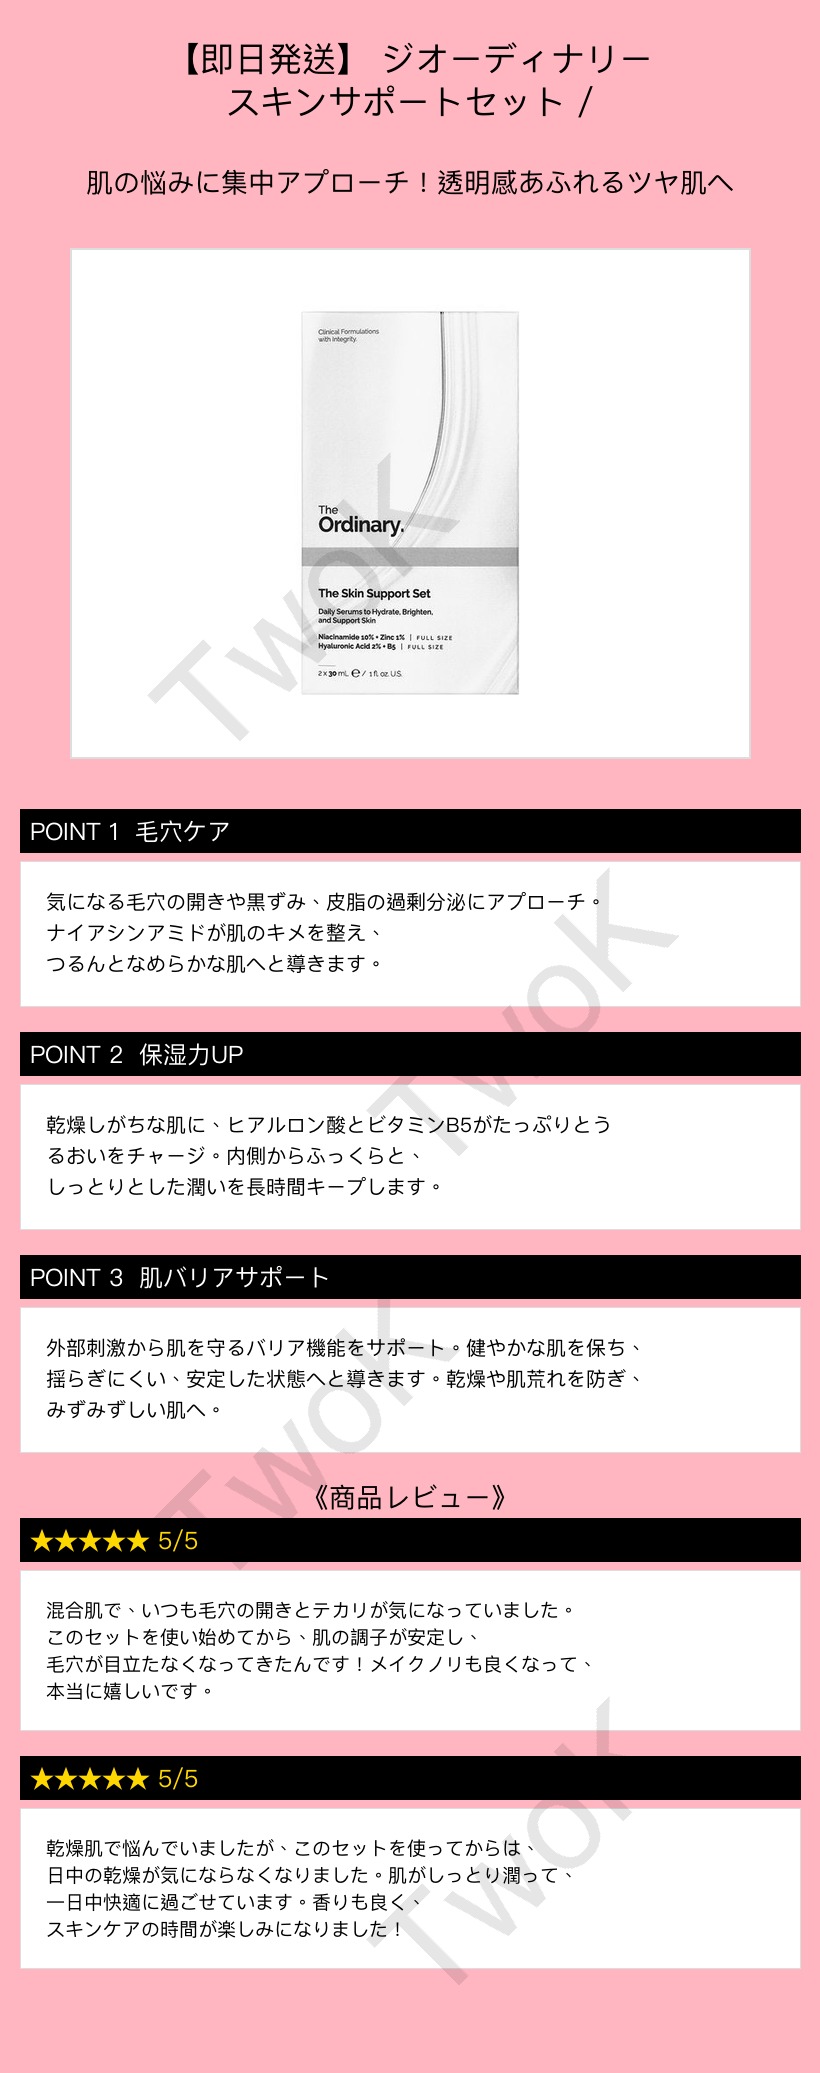 【即日発送】 ジオーディナリー
スキンサポートセット /
肌の悩みに集中アプローチ！透明感あふれるツヤ肌へ
Clinical Formulations
with Integrity.
The
Ordinary.
The Skin Support Set
Daily Serums to Hydrate, Brighten,
and Support Skin
Niacinamide 10% + Zinc 1% | FULL SIZE
Hyaluronic Acid 2% + B5 | FULL SIZE
2 x 30 mL ℮ / 1 fl. oz. U.S.
TwoK
POINT 1 毛穴ケア
気になる毛穴の開きや黒ずみ、皮脂の過剰分泌にアプローチ。
ナイアシンアミドが肌のキメを整え、
つるんとなめらかな肌へと導きます。
TwoK
POINT 2 保湿力UP
乾燥しがちな肌に、ヒアルロン酸とビタミンB5がたっぷりとう
るおいをチャージ。内側からふっくらと、
しっとりとした潤いを長時間キープします。
POINT 3 肌バリアサポート
外部刺激から肌を守るバリア機能をサポート。健やかな肌を保ち、
揺らぎにくい、安定した状態へと導きます。乾燥や肌荒れを防ぎ、
みずみずしい肌へ。
TwoK
《商品レビュー》
★★★★★ 5/5
混合肌で、いつも毛穴の開きとテカリが気になっていました。
このセットを使い始めてから、肌の調子が安定し、
毛穴が目立たなくなってきたんです！メイクノリも良くなって、
本当に嬉しいです。
★★★★★ 5/5
乾燥肌で悩んでいましたが、このセットを使ってからは、
日中の乾燥が気にならなくなりました。肌がしっとり潤って、
一日中快適に過ごせています。香りも良く、
スキンケアの時間が楽しみになりました！
TwoK